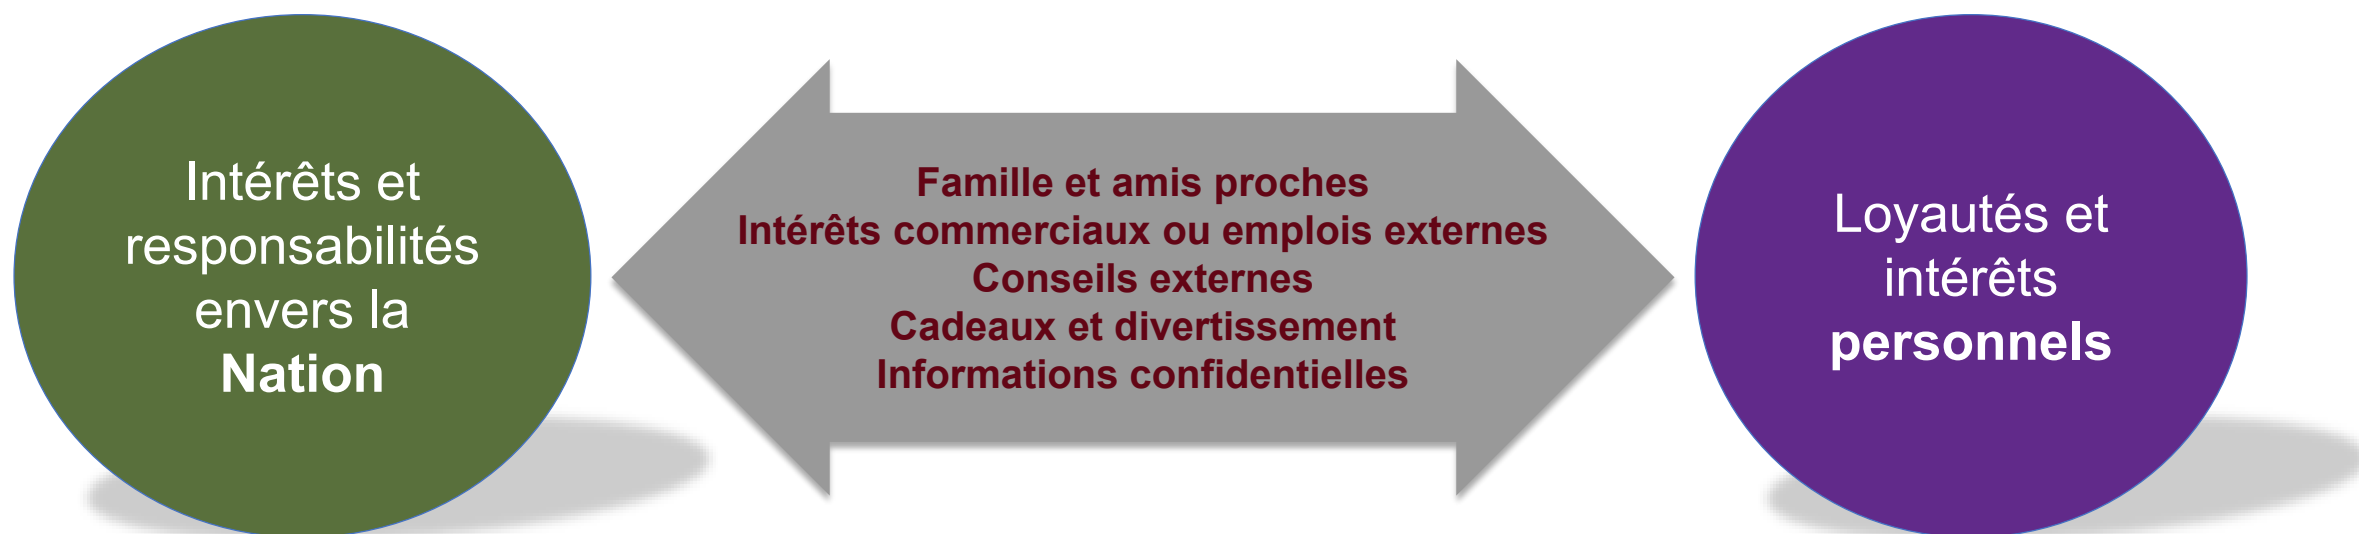 Intérêts et
responsabilités
envers la
Nation
Famille et amis proches
Intérêts commerciaux ou emplois externes
Conseils externes
Cadeaux et divertissement
Informations confidentielles
Loyautés et
intérêts
personnels